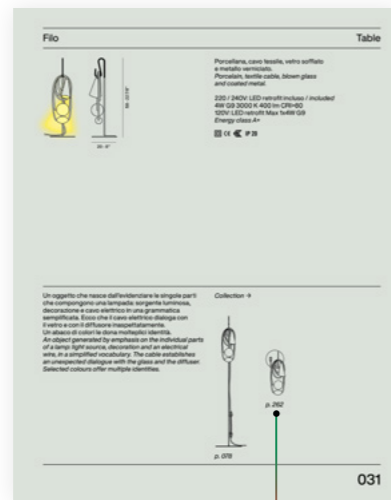 Filo
Table
Porcellana, cavo tessile, vetro soffiato
e metallo verniciato.
Porcelain, textile cable, blown glass
and coated metal.
220 / 240V: LED retrofit incluso / included
4W G9 3000 K 400 lm CRI>80
120V: LED retrofit Max 1x4W G9
Energy class A+
CE IP 20
Un oggetto che nasce dall'evidenziare le singole parti
che compongono una lampada: sorgente luminosa,
decorazione e cavo elettrico in una grammatica
semplificata. Ecco che il cavo elettrico dialoga con
il vetro e con il diffusore inaspettatamente.
Un abaco di colori le dona molteplici identità.
An object generated by emphasis on the individual parts
of a lamp: light source, decoration and an electrical
wire, in a simplified vocabulary. The cable establishes
an unexpected dialogue with the glass and the diffuser.
Selected colours offer multiple identities.
Collection →
p. 262
p. 078
031